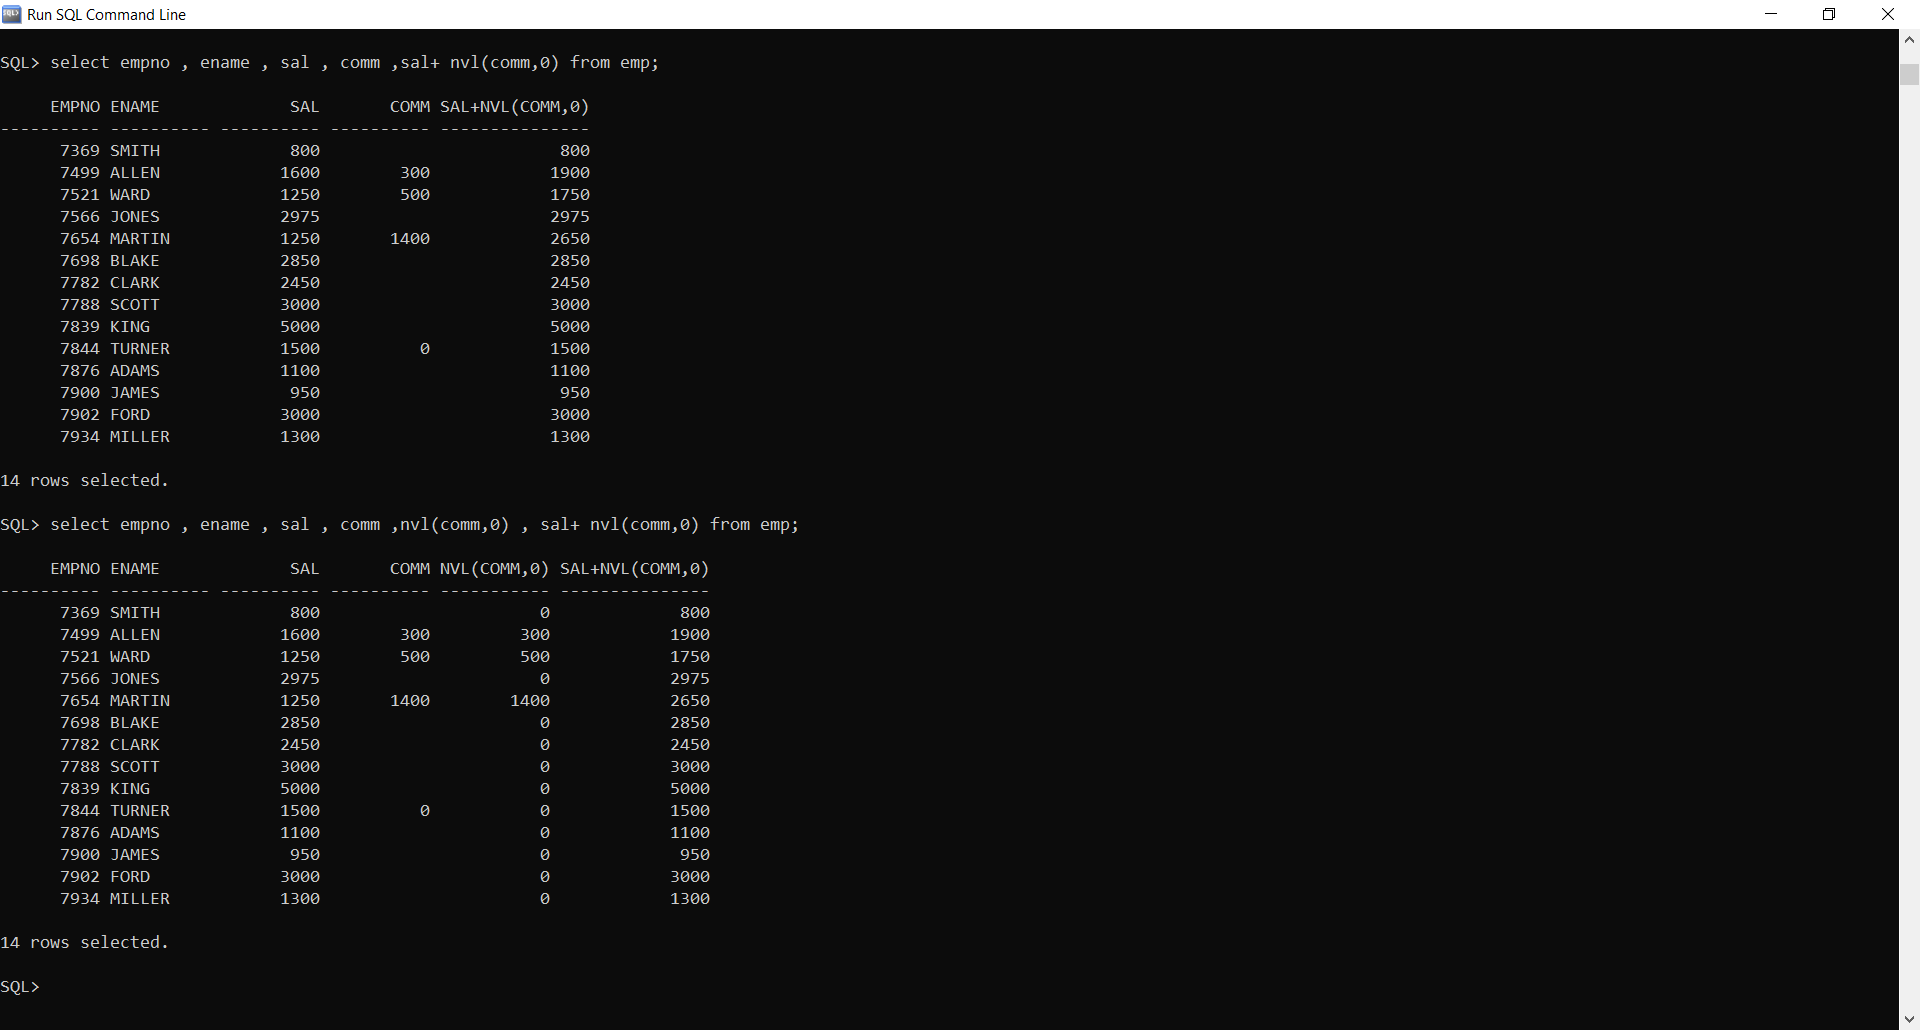 Run SQL Command Line
SQL> select empno , ename , sal , comm ,sal+ nvl(comm,0) from emp;
     EMPNO ENAME             SAL       COMM SAL+NVL(COMM,0)
---------- ---------- ---------- ---------- ---------------
      7369 SMITH             800                        800
      7499 ALLEN            1600        300            1900
      7521 WARD             1250        500            1750
      7566 JONES            2975                       2975
      7654 MARTIN           1250       1400            2650
      7698 BLAKE            2850                       2850
      7782 CLARK            2450                       2450
      7788 SCOTT            3000                       3000
      7839 KING             5000                       5000
      7844 TURNER           1500          0            1500
      7876 ADAMS            1100                       1100
      7900 JAMES             950                        950
      7902 FORD             3000                       3000
      7934 MILLER           1300                       1300
14 rows selected.
SQL> select empno , ename , sal , comm ,nvl(comm,0) , sal+ nvl(comm,0) from emp;
     EMPNO ENAME             SAL       COMM NVL(COMM,0) SAL+NVL(COMM,0)
---------- ---------- ---------- ---------- ----------- ---------------
      7369 SMITH             800                      0             800
      7499 ALLEN            1600        300         300            1900
      7521 WARD             1250        500         500            1750
      7566 JONES            2975                      0            2975
      7654 MARTIN           1250       1400        1400            2650
      7698 BLAKE            2850                      0            2850
      7782 CLARK            2450                      0            2450
      7788 SCOTT            3000                      0            3000
      7839 KING             5000                      0            5000
      7844 TURNER           1500          0           0            1500
      7876 ADAMS            1100                      0            1100
      7900 JAMES             950                      0             950
      7902 FORD             3000                      0            3000
      7934 MILLER           1300                      0            1300
14 rows selected.
SQL>